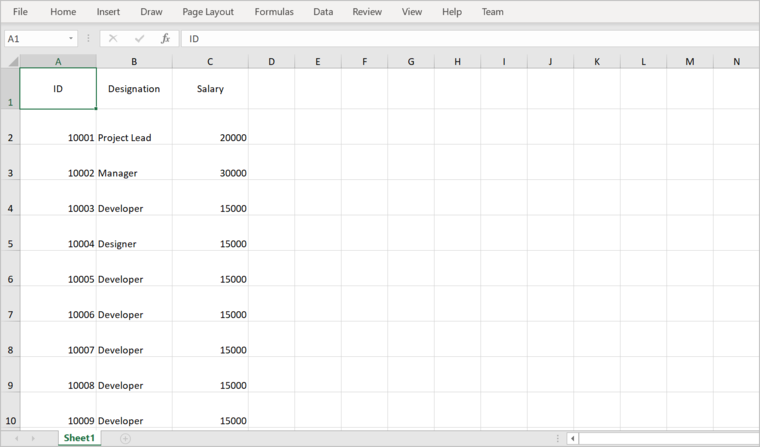 File Home Insert Draw Page Layout Formulas Data Review View Help Team
A1 fx ID
A B C D E F G H I J K L M N
1 ID Designation Salary
2 10001 Project Lead 20000
3 10002 Manager 30000
4 10003 Developer 15000
5 10004 Designer 15000
6 10005 Developer 15000
7 10006 Developer 15000
8 10007 Developer 15000
9 10008 Developer 15000
10 10009 Developer 15000
Sheet1